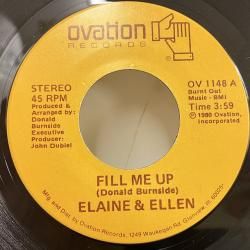 ovation
RECORDS
STEREO
45 RPM
Produced &
Arranged by:
Donald
Burnside
Executive
Producer:
John Oubiel
OV 1148 A
Burnt Out
Music - BMI
Time 3:59
℗ 1980 Ovation,
Incorporated
FILL ME UP
(Donald Burnside)
ELAINE & ELLEN
Mfg. and Dist. by Ovation Records, 1249 Waukegan Rd. Glenview, Ill. 60025